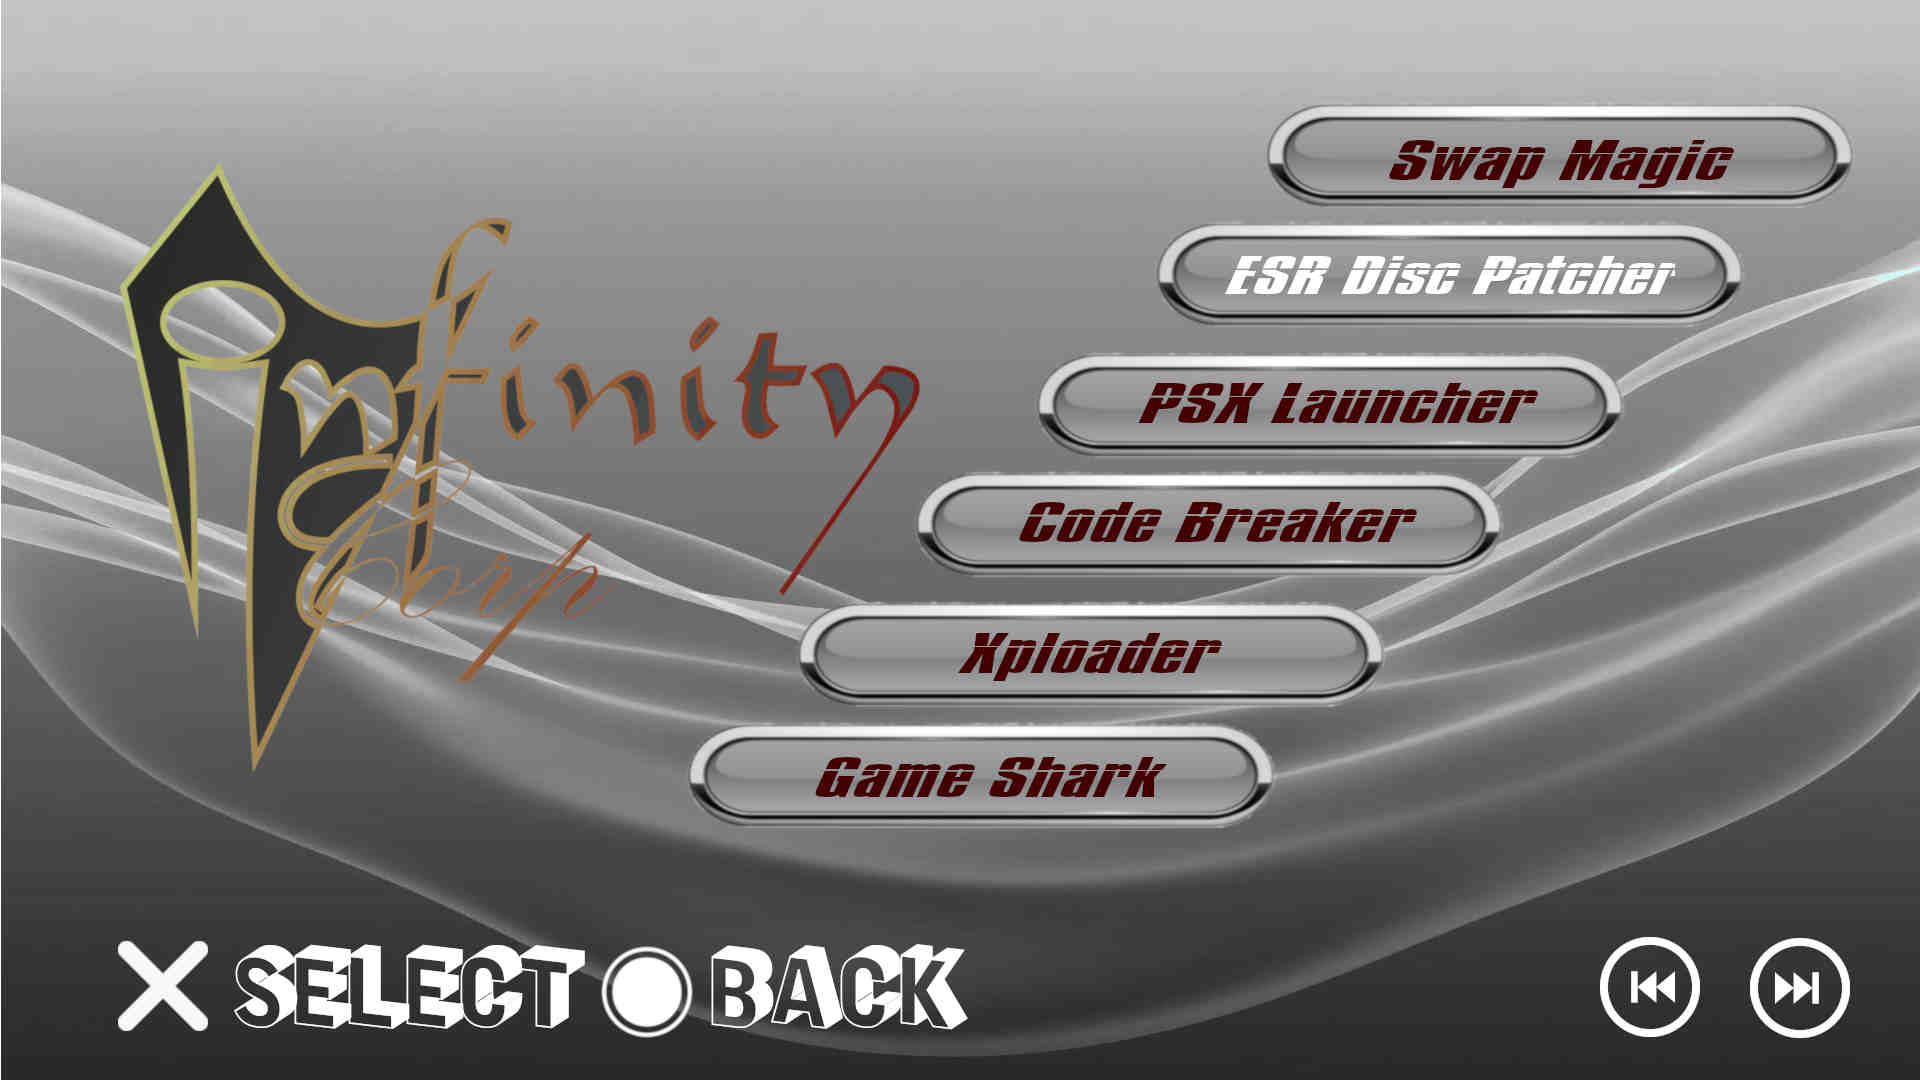 infinity
Corp
Swap Magic
ESR Disc Patcher
PSX Launcher
Code Breaker
Xploader
Game Shark
SELECT BACK